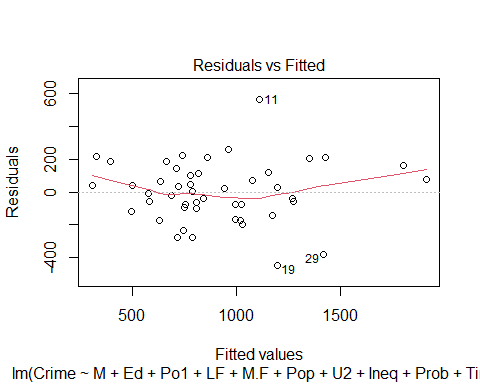 Residuals vs Fitted
Residuals
600
200
0
-400
11
19
29
500
1000
1500
Fitted values
lm(Crime ~ M + Ed + Po1 + LF + M.F + Pop + U2 + Ineq + Prob + Ti